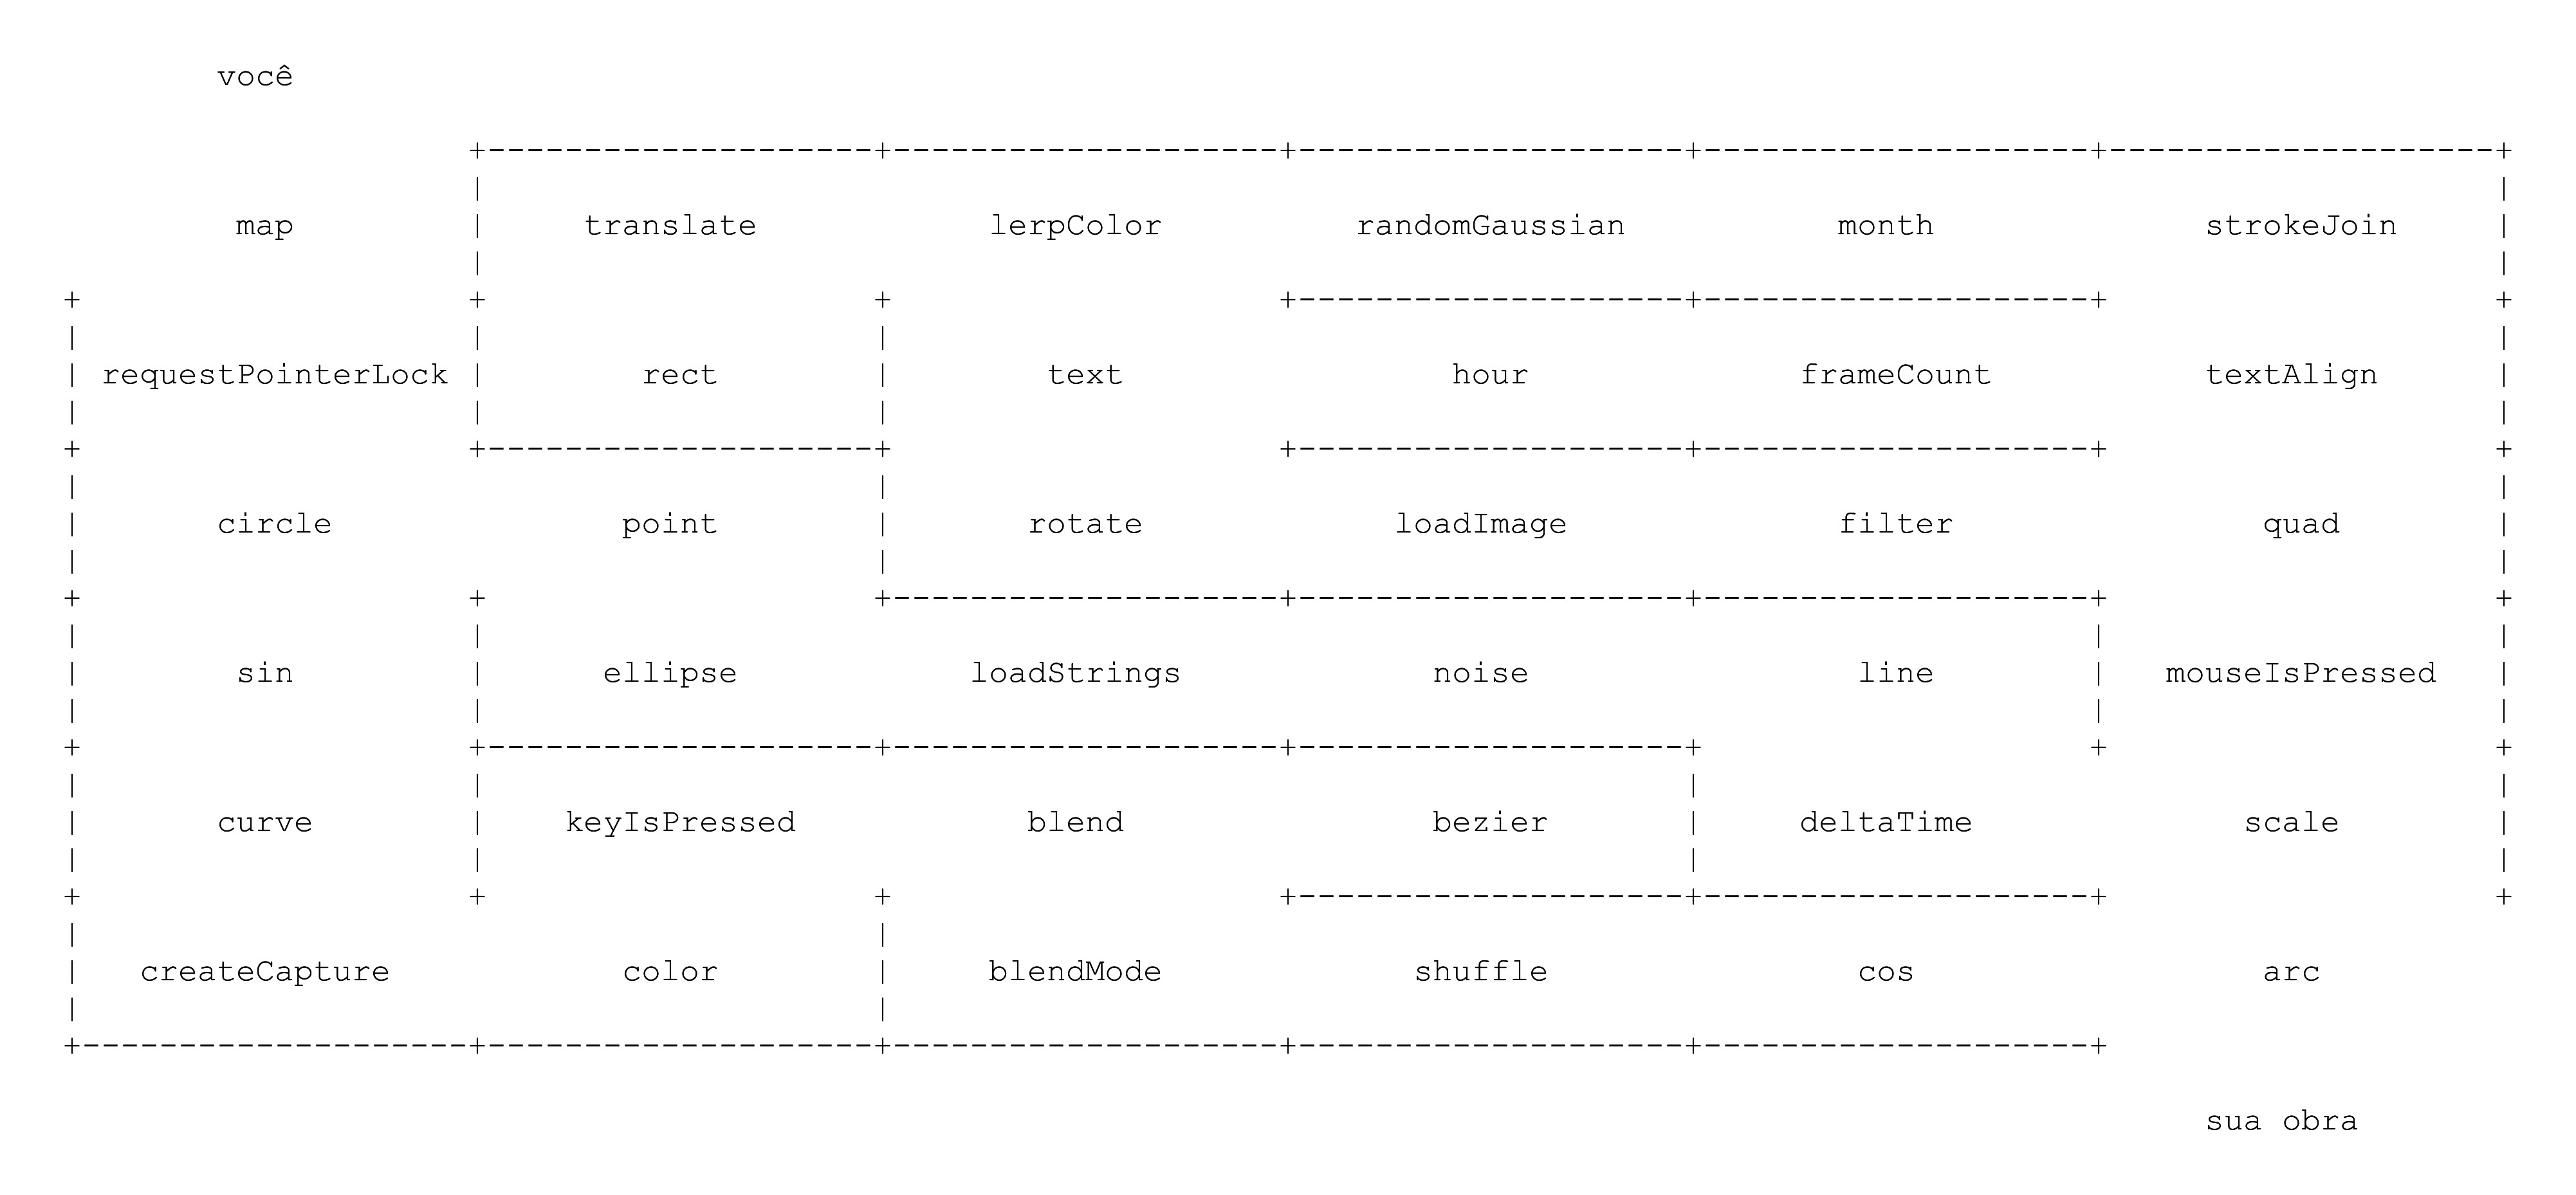 você
map translate lerpColor randomGaussian month strokeJoin
requestPointerLock rect text hour frameCount textAlign
circle point rotate loadImage filter quad
sin ellipse loadStrings noise line mouseIsPressed
curve keyIsPressed blend bezier deltaTime scale
createCapture color blendMode shuffle cos arc
sua obra